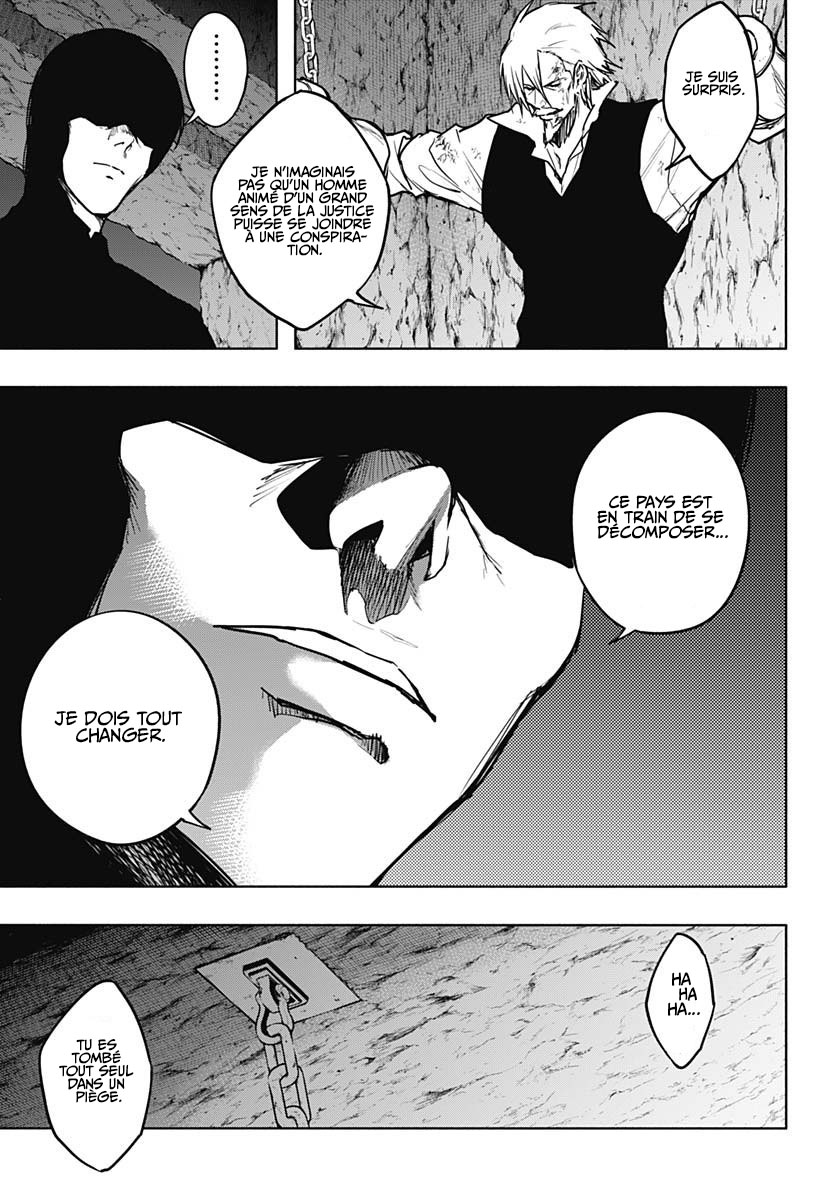 JE SUIS
SURPRIS.
JE N'IMAGINAIS
PAS QU'UN HOMME
ANIMÉ D'UN GRAND
SENS DE LA JUSTICE
PUISSE SE JOINDRE
À UNE CONSPIRA-
TION.
........
CE PAYS EST
EN TRAIN DE SE
DÉCOMPOSER...
JE DOIS TOUT
CHANGER.
HA
HA
HA...
TU ES
TOMBÉ
TOUT SEUL
DANS UN
PIÈGE.